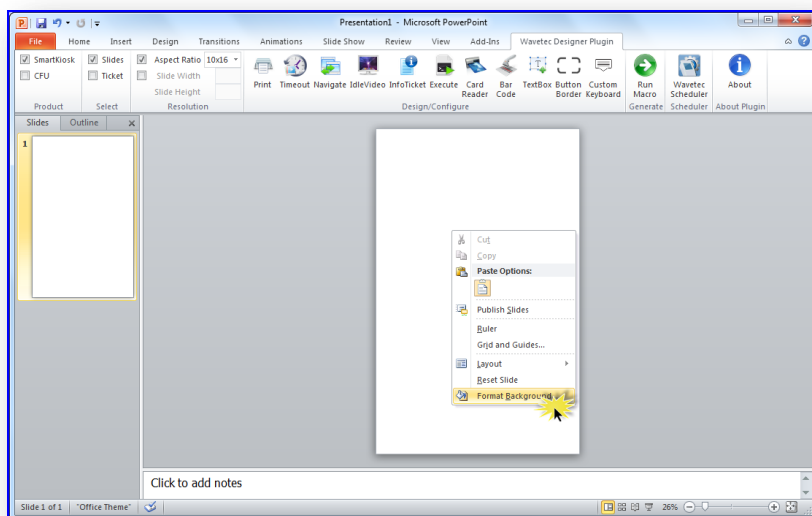 Presentation1 - Microsoft PowerPoint
File Home Insert Design Transitions Animations Slide Show Review View Add-Ins Wavetec Designer Plugin
SmartKiosk Slides Aspect Ratio 10x16
CFU Ticket Slide Width
Slide Height
Print Timeout Navigate IdleVideo InfoTicket Execute Card Reader Bar Code TextBox Button Border Custom Keyboard Run Macro Wavetec Scheduler About
Product Select Resolution Design/Configure Generate Scheduler About Plugin
Slides Outline
1
Cut
Copy
Paste Options:
Publish Slides
Ruler
Grid and Guides...
Layout
Reset Slide
Format Background
Click to add notes
Slide 1 of 1 "Office Theme" 26%